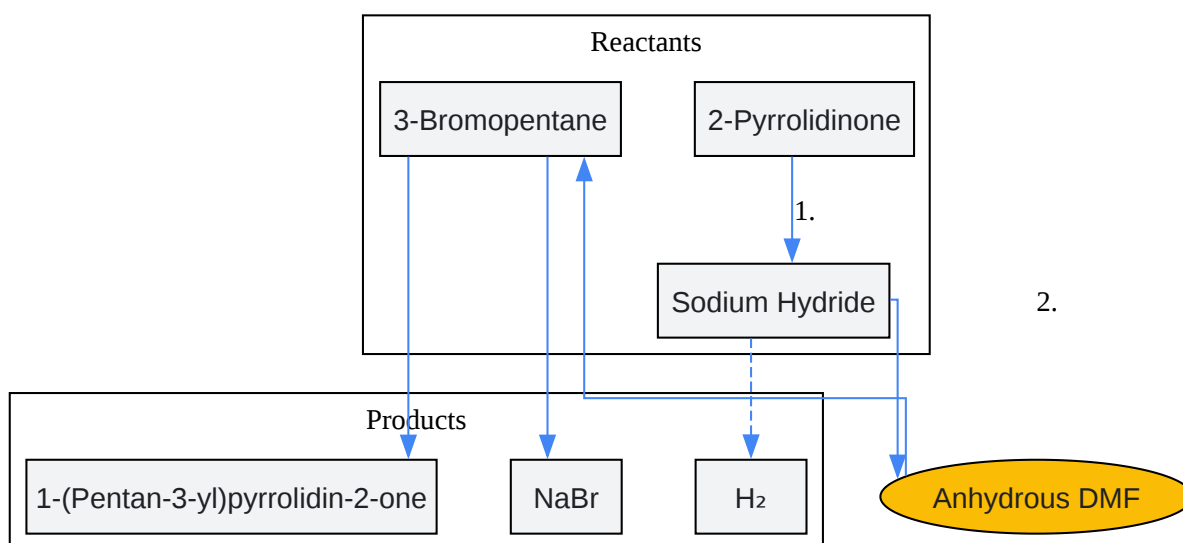 Reactants
3-Bromopentane
2-Pyrrolidinone
1.
Sodium Hydride
2.
Products
1-(Pentan-3-yl)pyrrolidin-2-one
NaBr
H₂
Anhydrous DMF